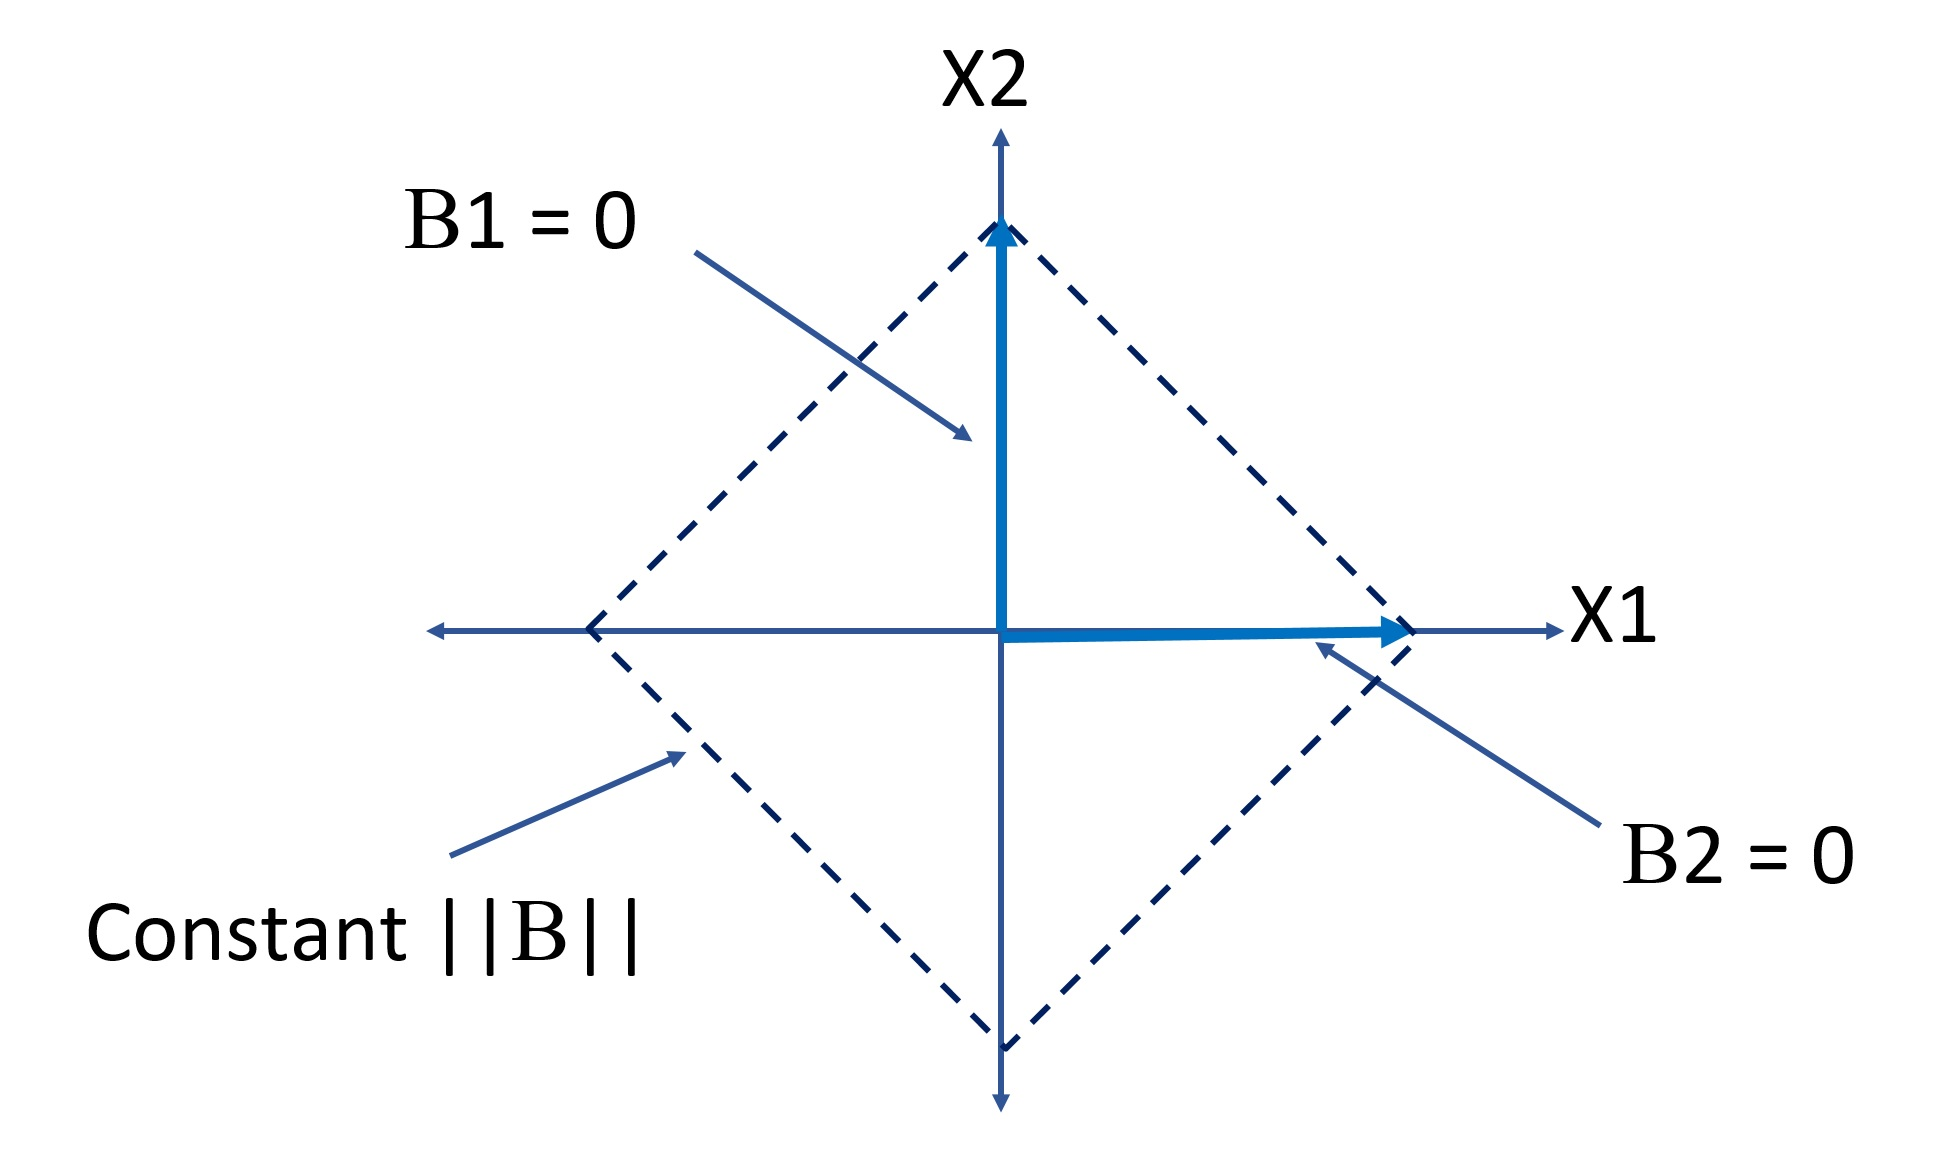 X2
B1 = 0
X1
B2 = 0
Constant ||B||